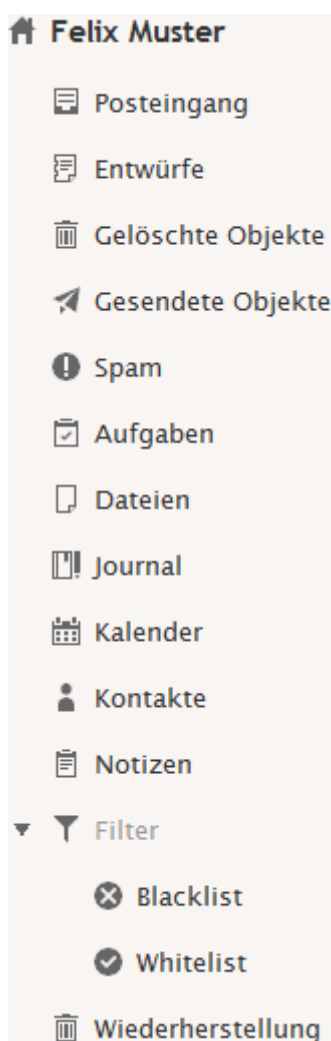 Felix Muster
Posteingang
Entwürfe
Gelöschte Objekte
Gesendete Objekte
Spam
Aufgaben
Dateien
Journal
Kalender
Kontakte
Notizen
Filter
Blacklist
Whitelist
Wiederherstellung